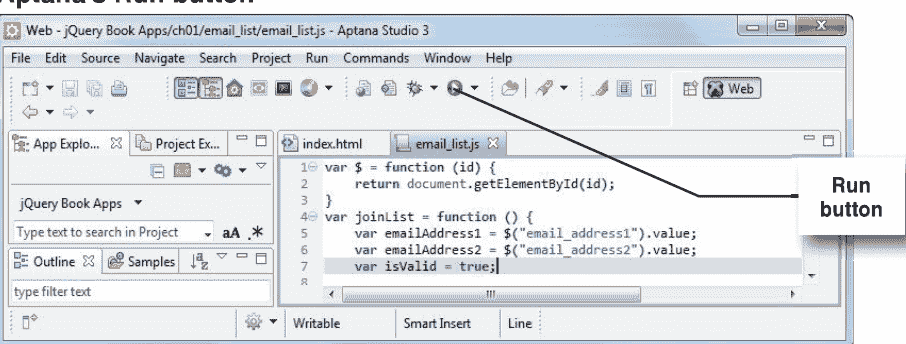 Aptana's Run button
Web - jQuery Book Apps/ch01/email_list/email_list.js - Aptana Studio 3
File Edit Source Navigate Search Project Run Commands Window Help
Web
App Explo... Project Ex... index.html email_list.js
1 var $ = function (id) {
2 return document.getElementById(id);
3 }
4 var joinList = function () {
5 var emailAddress1 = $("email_address1").value;
6 var emailAddress2 = $("email_address2").value;
7 var isValid = true;
8
jQuery Book Apps
Type text to search in Project aA .*
Outline Samples
type filter text
Writable Smart Insert Line
Run
button